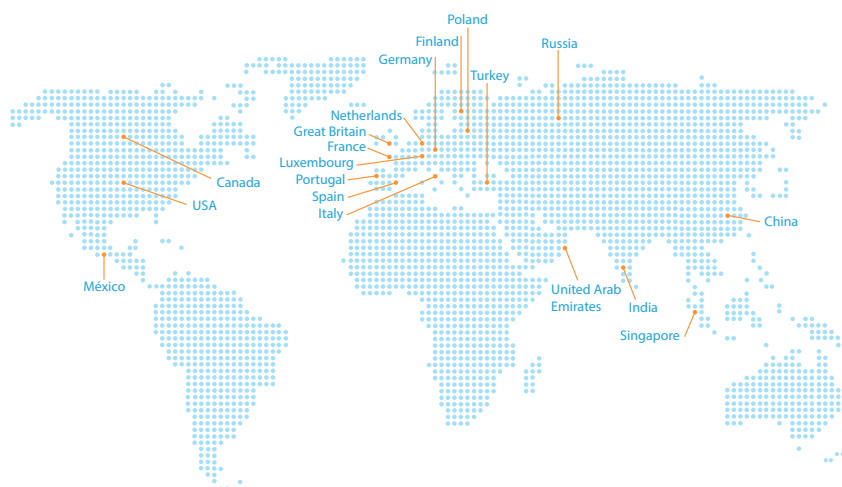 Poland
Finland
Russia
Germany
Turkey
Netherlands
Great Britain
France
Luxembourg
Portugal
Canada
Spain
USA
Italy
China
México
United Arab
Emirates
India
Singapore